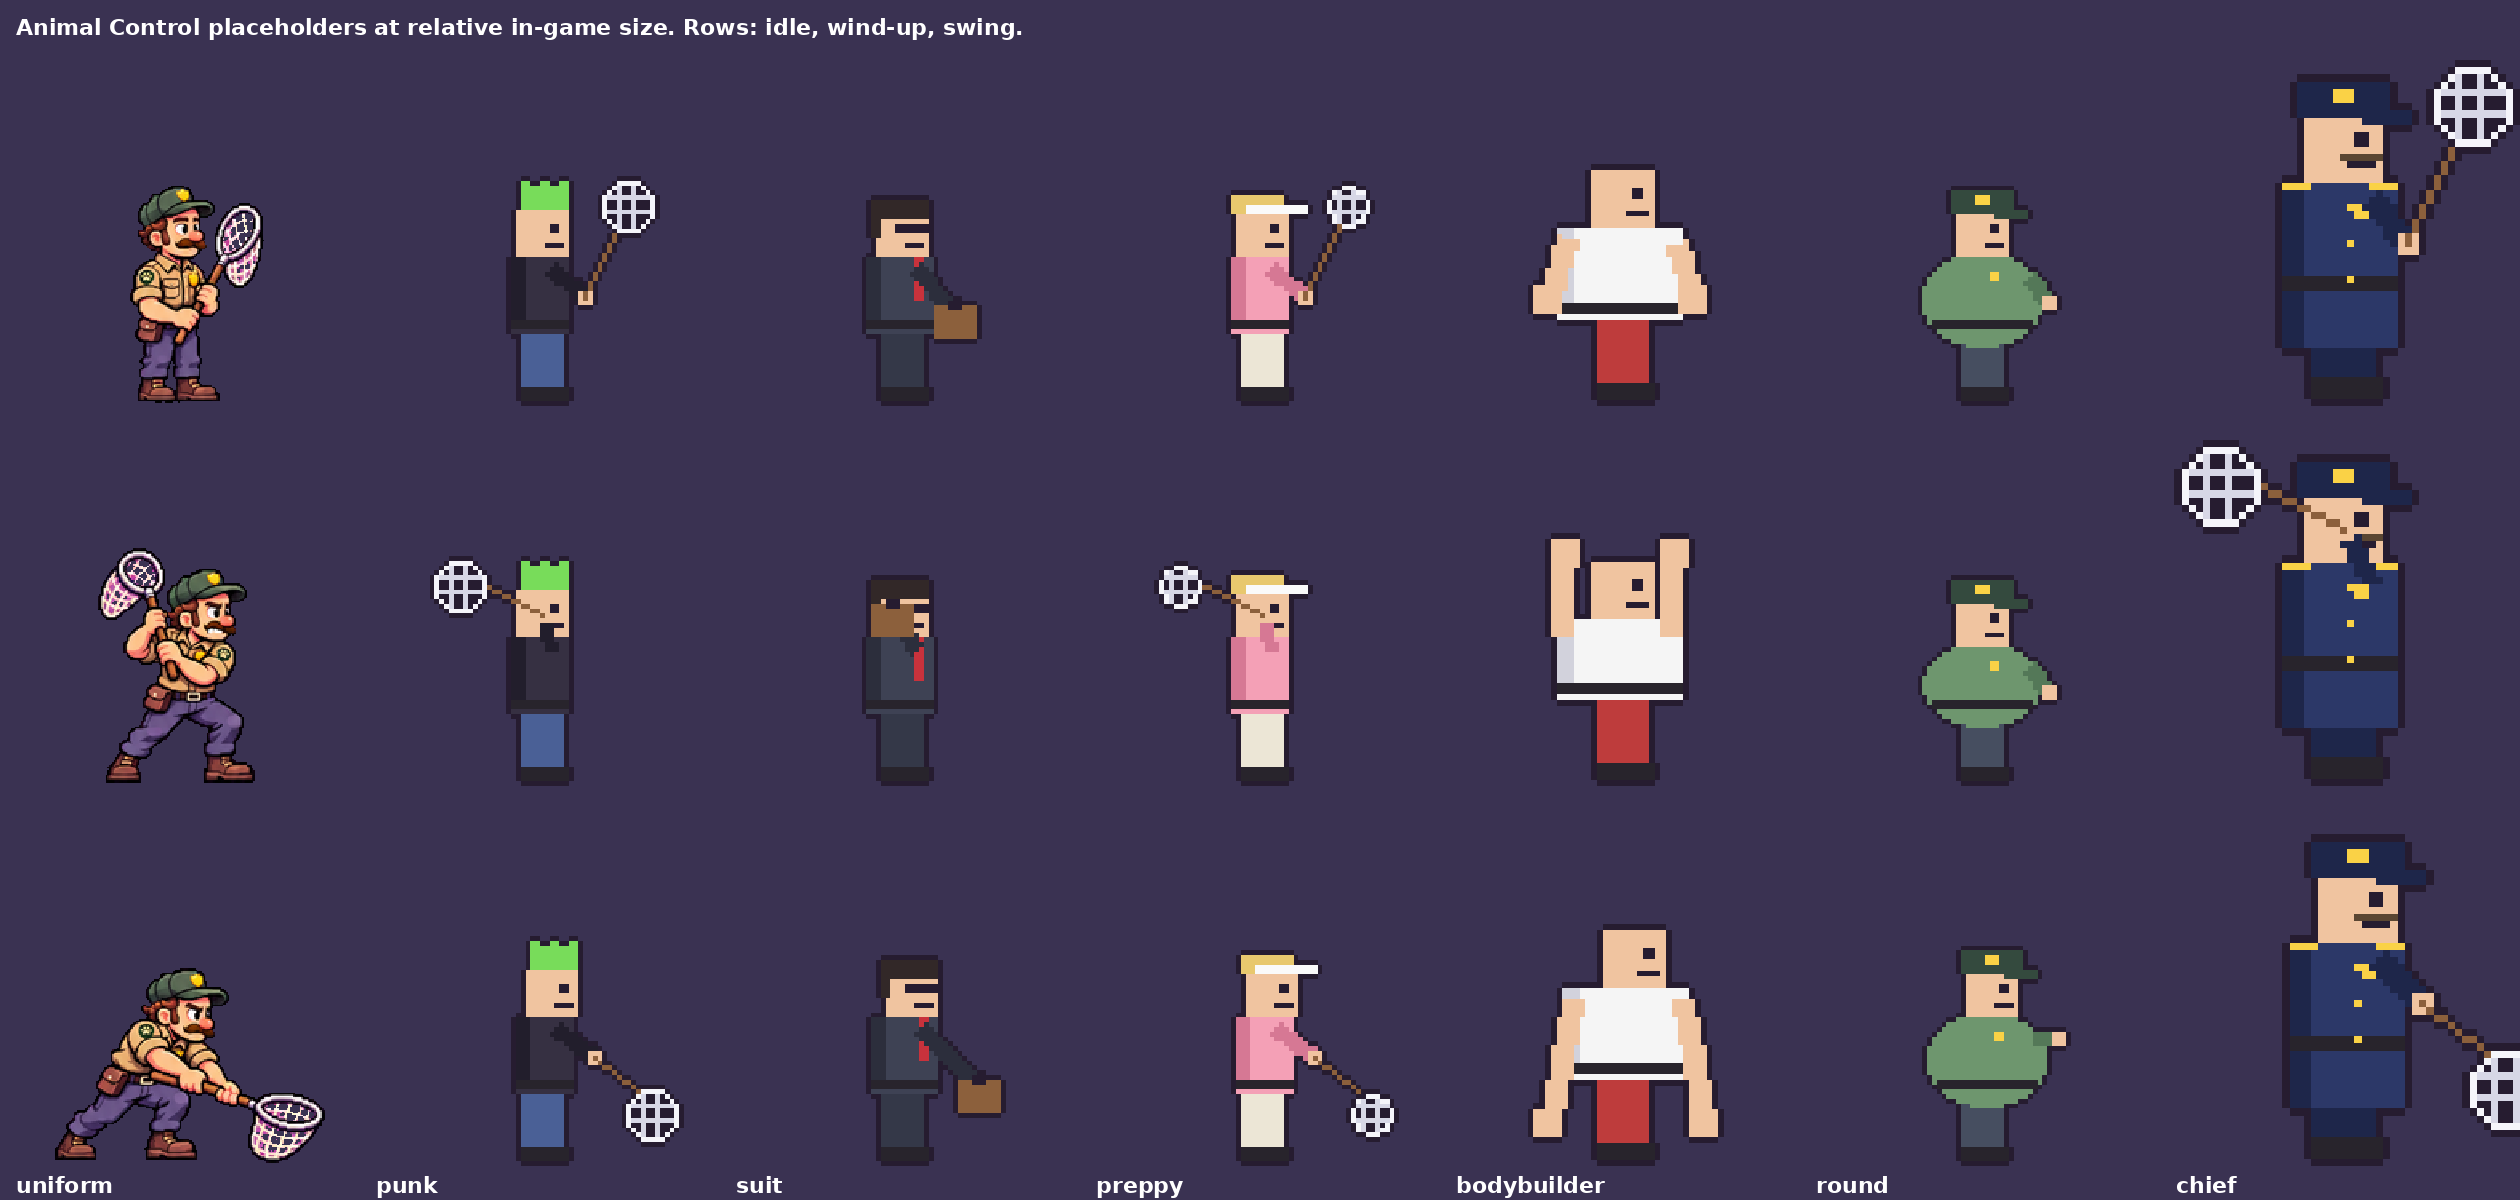 Animal Control placeholders at relative in-game size. Rows: idle, wind-up, swing.
uniform punk suit preppy bodybuilder round chief